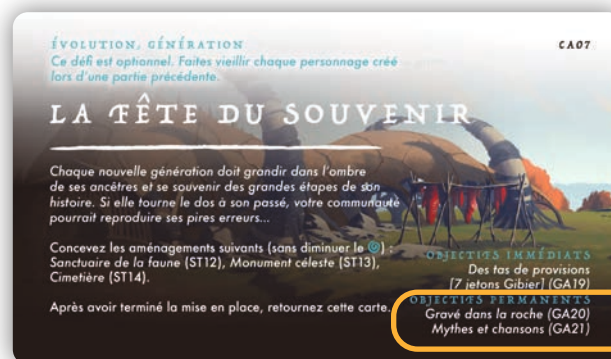 ÉVOLUTION, GÉNÉRATION
CA07
Ce défi est optionnel. Faites vieillir chaque personnage créé
lors d'une partie précédente.
LA FÊTE DU SOUVENIR
Chaque nouvelle génération doit grandir dans l'ombre
de ses ancêtres et se souvenir des grandes étapes de son
histoire. Si elle tourne le dos à son passé, votre communauté
pourrait reproduire ses pires erreurs...
Concevez les aménagements suivants (sans diminuer le ) :
Sanctuaire de la faune (ST12), Monument céleste (ST13),
Cimetière (ST14).
Après avoir terminé la mise en place, retournez cette carte.
OBJECTIFS IMMÉDIATS
Des tas de provisions
[7 jetons Gibier] (GA19)
OBJECTIFS PERMANENTS
Gravé dans la roche (GA20)
Mythes et chansons (GA21)